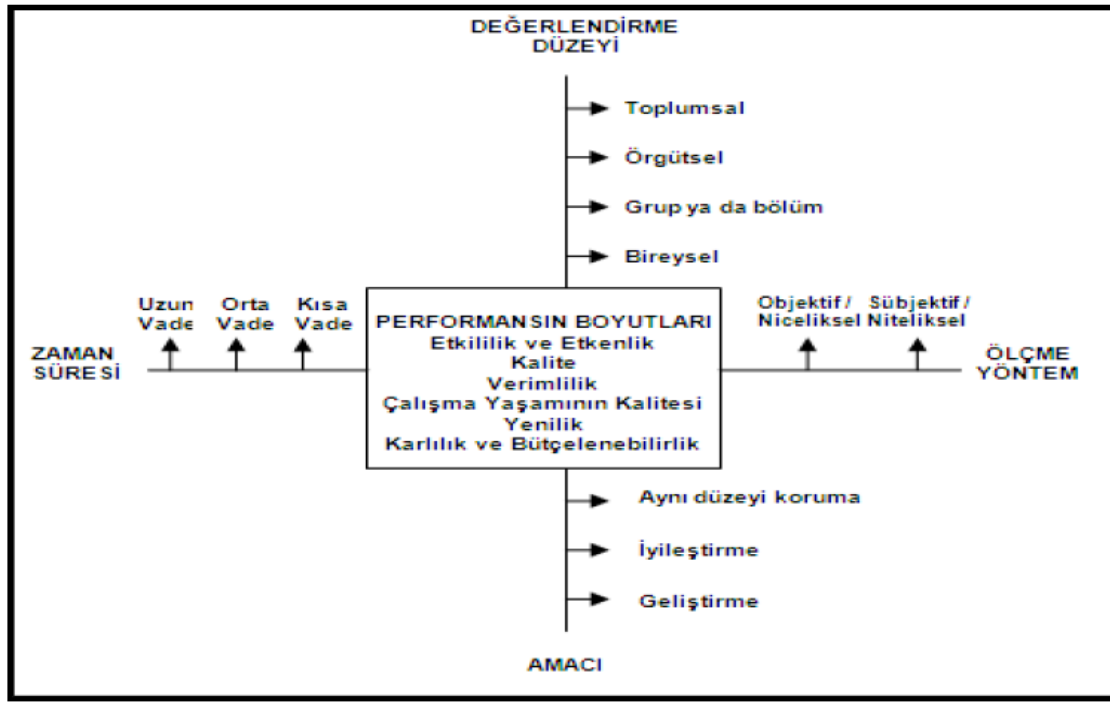 DEĞERLENDİRME
DÜZEYİ
Toplumsal
Örgütsel
Grup ya da bölüm
Bireysel
Uzun
Vade
Orta
Vade
Kısa
Vade
ZAMAN
SÜRESİ
PERFORMANSIN BOYUTLARI
Etkililik ve Etkenlik
Kalite
Verimlilik
Çalışma Yaşamının Kalitesi
Yenilik
Karlılık ve Bütçelenebilirlik
Objektif /
Niceliksel
Sübjektif /
Niteliksel
ÖLÇME
YÖNTEM
Aynı düzeyi koruma
İyileştirme
Geliştirme
AMACI